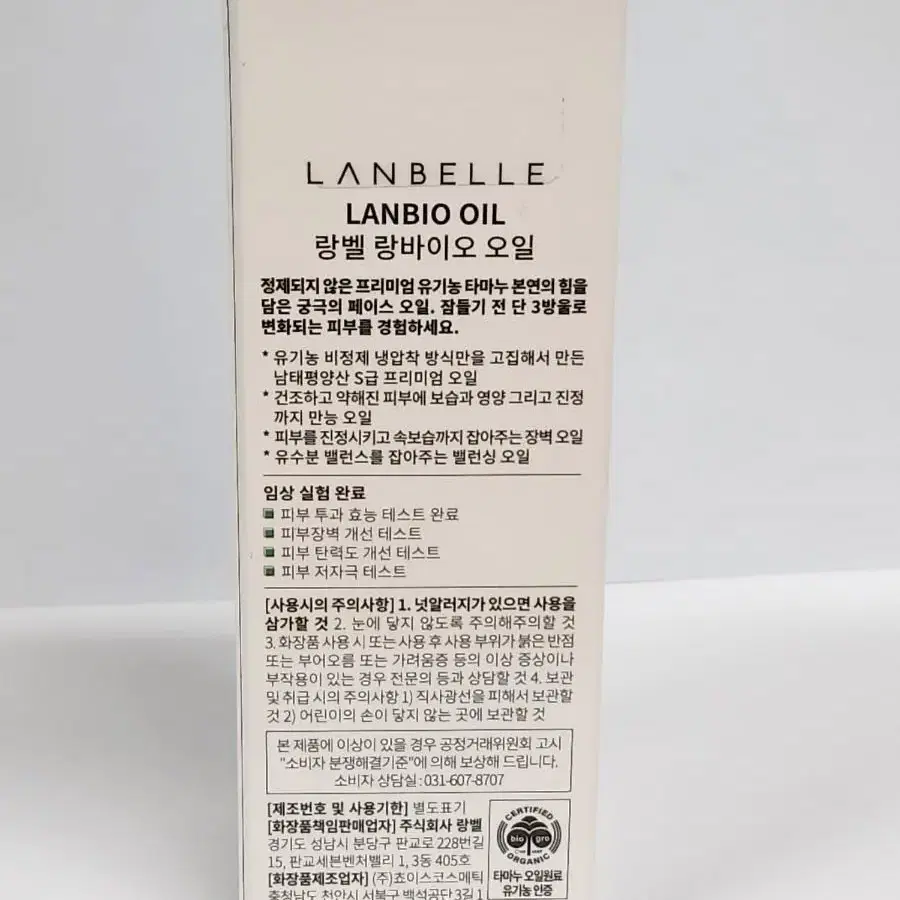 LANBELLE
LANBIO OIL
랑벨 랑바이오 오일
정제되지 않은 프리미엄 유기농 타마누 본연의 힘을
담은 궁극의 페이스 오일. 잠들기 전 단 3방울로
변화되는 피부를 경험하세요.
* 유기농 비정제 냉압착 방식만을 고집해서 만든
남태평양산 S급 프리미엄 오일
* 건조하고 약해진 피부에 보습과 영양 그리고 진정
까지 만능 오일
* 피부를 진정시키고 속보습까지 잡아주는 장벽 오일
* 유수분 밸런스를 잡아주는 밸런싱 오일
임상 실험 완료
피부 투과 효능 테스트 완료
피부장벽 개선 테스트
피부 탄력도 개선 테스트
피부 저자극 테스트
[사용시의 주의사항] 1. 넛알러지가 있으면 사용을
삼가할 것 2. 눈에 닿지 않도록 주의해주의할 것
3. 화장품 사용 시 또는 사용 후 사용 부위가 붉은 반점
또는 부어오름 또는 가려움증 등의 이상 증상이나
부작용이 있는 경우 전문의 등과 상담할 것 4. 보관
및 취급 시의 주의사항 1) 직사광선을 피해서 보관할
것 2) 어린이의 손이 닿지 않는 곳에 보관할 것
본 제품에 이상이 있을 경우 공정거래위원회 고시
"소비자 분쟁해결기준"에 의해 보상해 드립니다.
소비자 상담실 : 031-607-8707
[제조번호 및 사용기한] 별도표기
[화장품책임판매업자] 주식회사 랑벨
경기도 성남시 분당구 판교로 228번길
15, 판교세븐벤처밸리 1, 3동 405호
[화장품제조업자] (주)쵸이스코스메틱
충청남도 천안시 서북구 백석공단 3길 1
CERTIFIED
bio gro
ORGANIC
타마누 오일원료
유기농 인증